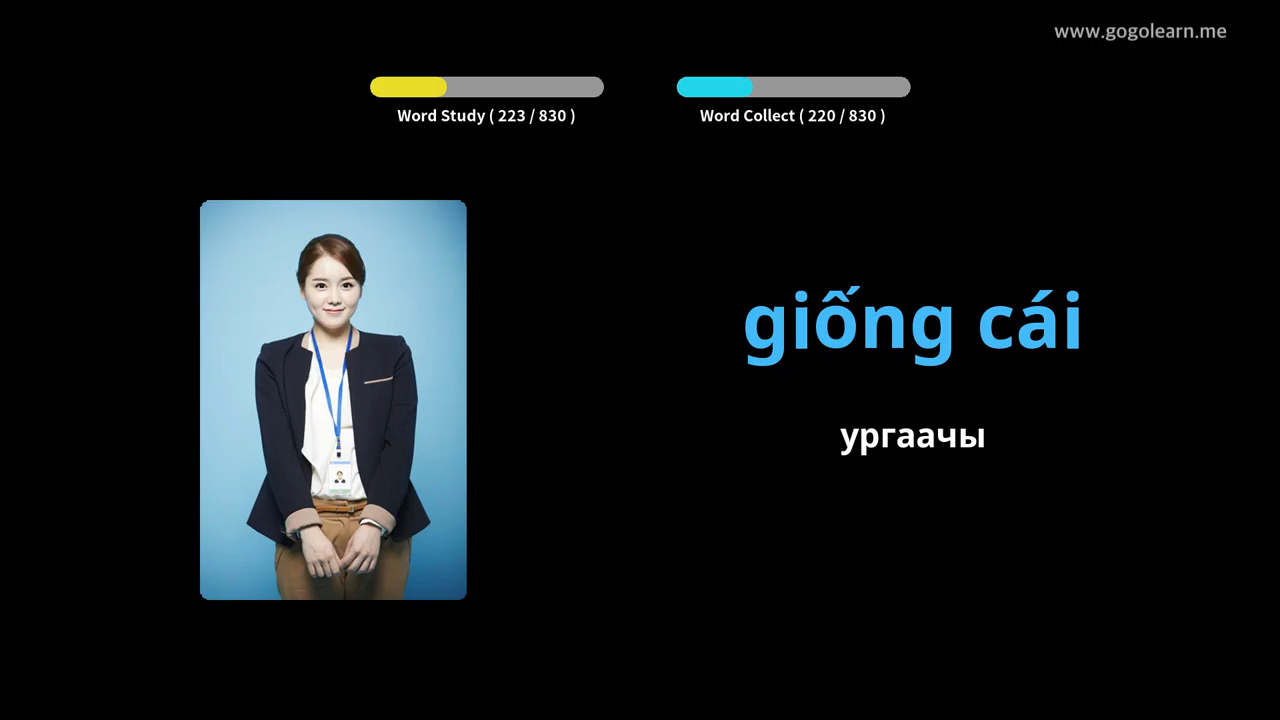 www.gogolearn.me
Word Study ( 223 / 830 )
Word Collect ( 220 / 830 )
giống cái
ургаачы